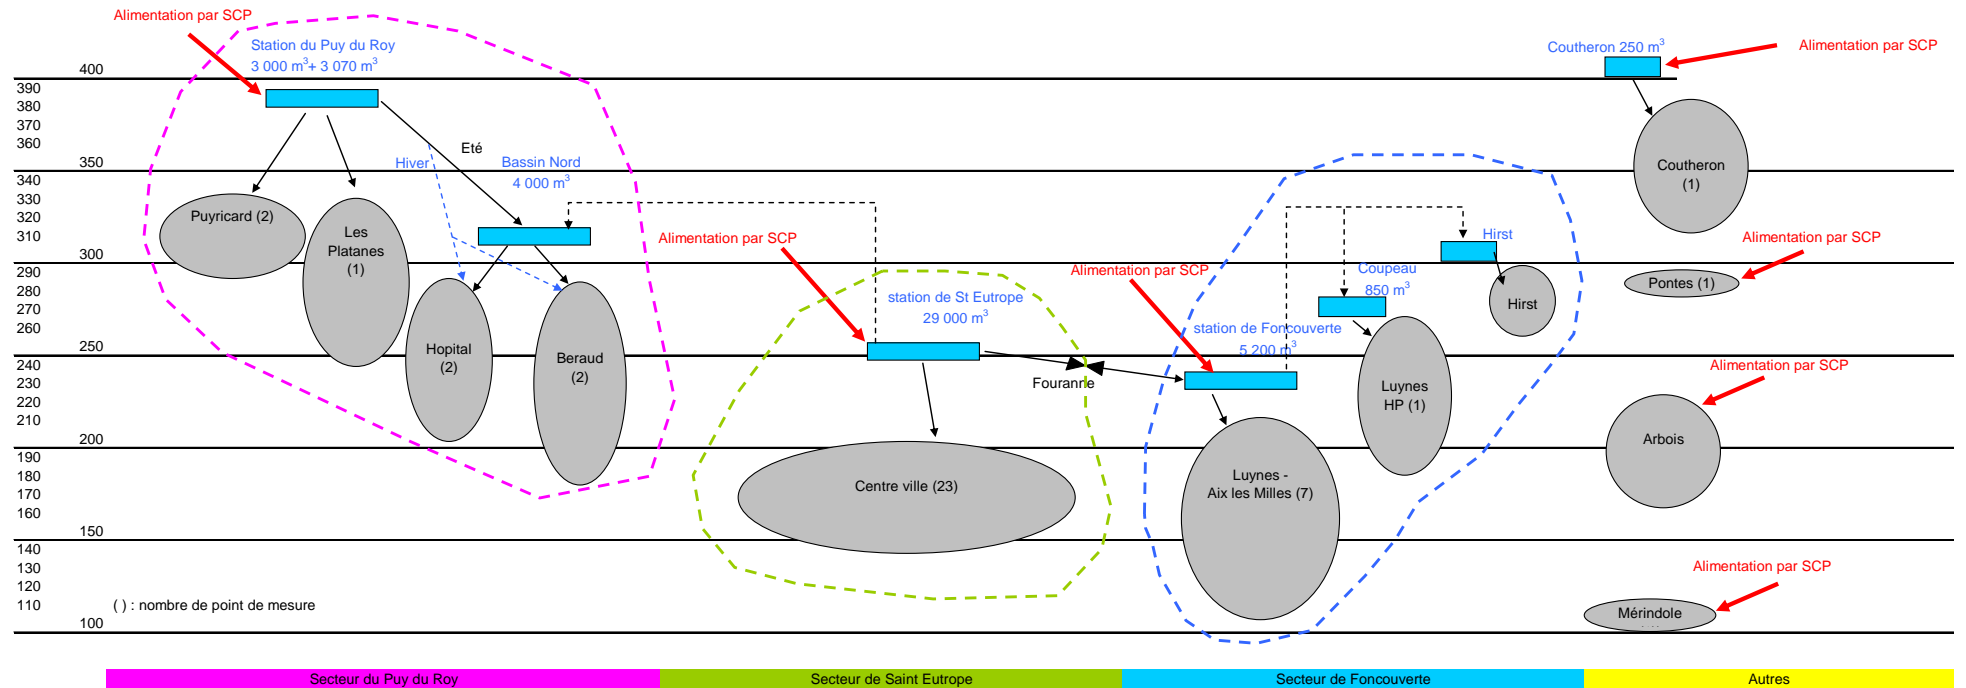 Alimentation par SCP
Station du Puy du Roy
3 000 m³+ 3 070 m³
Coutheron 250 m³
Alimentation par SCP
400
390
380
370
360
Eté
Hiver
Bassin Nord
4 000 m³
350
340
330
320
310
Puyricard (2)
Les
Platanes
(1)
Coutheron
(1)
Alimentation par SCP
Hirst
Alimentation par SCP
300
290
280
270
260
Alimentation par SCP
Coupeau
850 m³
Pontes (1)
Hirst
station de St Eutrope
29 000 m³
station de Foncouverte
5 200 m³
250
240
230
220
210
Hopital
(2)
Beraud
(2)
Fouranne
Luynes
HP (1)
Alimentation par SCP
Arbois
200
190
180
170
160
Centre ville (23)
Luynes -
Aix les Milles (7)
150
140
130
120
110
Alimentation par SCP
( ) : nombre de point de mesure
Mérindole
100
Secteur du Puy du Roy
Secteur de Saint Eutrope
Secteur de Foncouverte
Autres